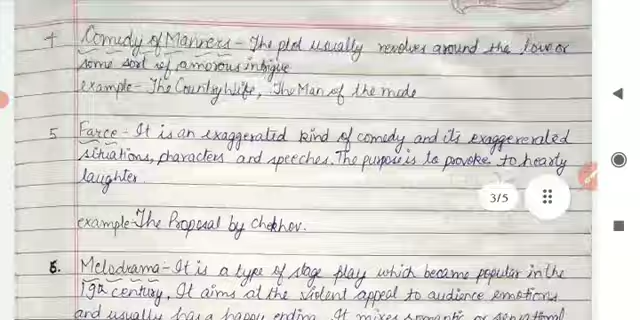 4 Comedy of Manners - The plot usually revolves around the love or
some sort of amorous intrigue
example - The Country Wife, The Man of the mode
5 Farce - It is an exaggerated kind of comedy and its exaggerated
situations, characters and speeches. The purpose is to provoke to hearty
laughter.
3/5
example - The Proposal by Chekhov.
6. Melodrama - It is a type of stage play which became popular in the
19th century. It aims at the violent appeal to audience emotions
and usually has a happy ending. It mixes romantic or sensational